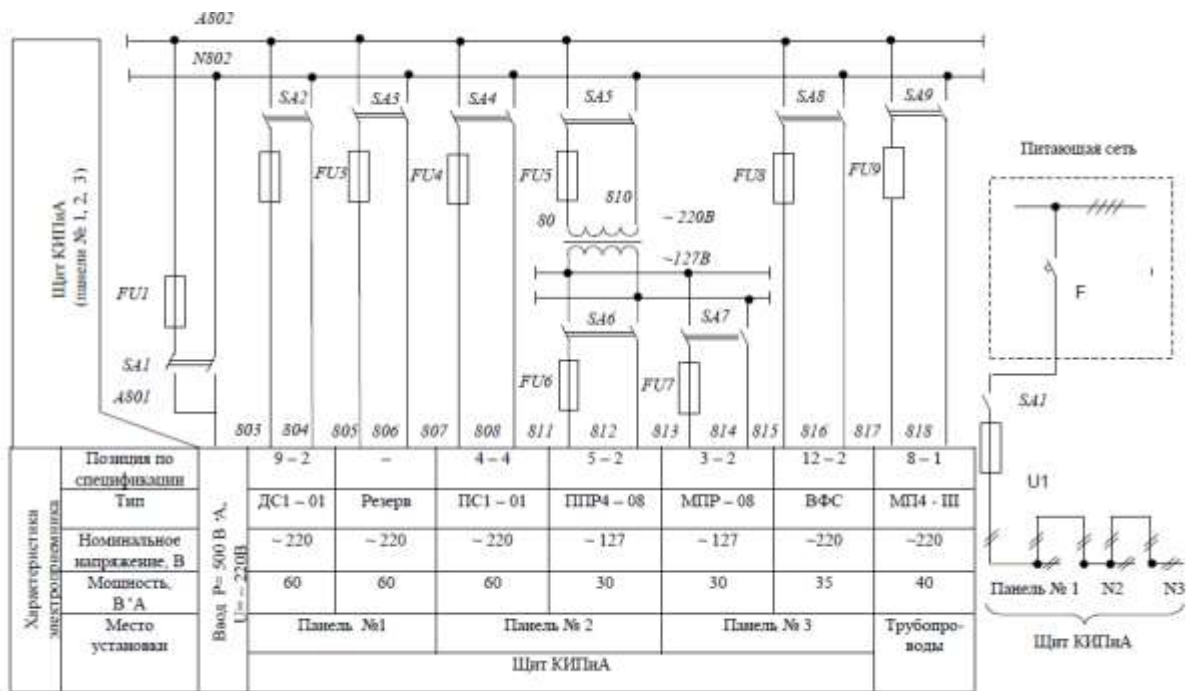 A802
N802
SA2
SA3
SA4
SA5
SA8
SA9
FU3
FU4
FU5
FU8
FU9
810
80
~ 220В
~127В
Щит КИПиА
(панели № 1, 2, 3)
FU1
SA1
A801
SA6
SA7
FU6
FU7
803
804
805
806
807
808
811
812
813
814
815
816
817
818
Питающая сеть
F
SA1
U1
Панель № 1
N2
N3
Щит КИПиА
Характеристики
электроприемника
Позиция по
спецификации
Ввод Р= 500 В *А,
U= ~ 220В
9 – 2
–
4 – 4
5 – 2
3 – 2
12 – 2
8 – 1
Тип
ДС1 – 01
Резерв
ПС1 – 01
ППР4 – 08
МПР – 08
ВФС
МП4 - III
Номинальное
напряжение, В
~ 220
~ 220
~ 220
~ 127
~127
~220
~220
Мощность,
В *А
60
60
60
30
30
35
40
Место
установки
Панель №1
Панель № 2
Панель № 3
Трубопро-
воды
Щит КИПиА